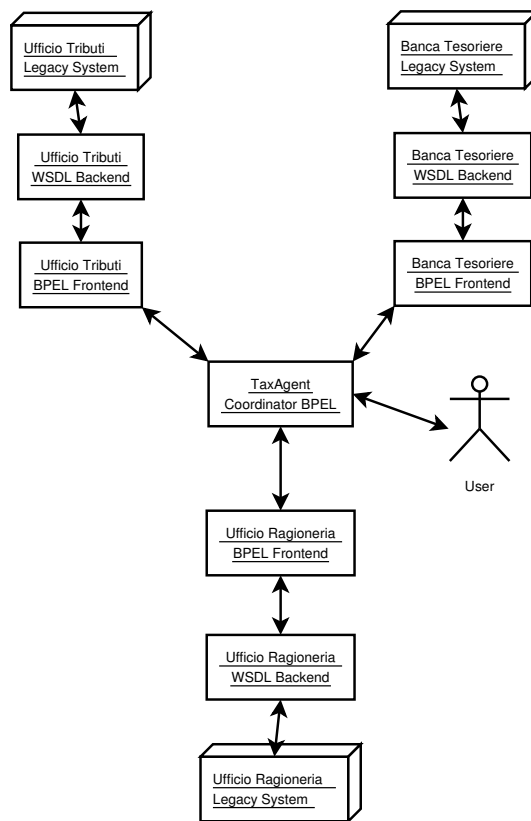 Ufficio Tributi
Legacy System
Banca Tesoriere
Legacy System
Ufficio Tributi
WSDL Backend
Banca Tesoriere
WSDL Backend
Ufficio Tributi
BPEL Frontend
Banca Tesoriere
BPEL Frontend
TaxAgent
Coordinator BPEL
User
Ufficio Ragioneria
BPEL Frontend
Ufficio Ragioneria
WSDL Backend
Ufficio Ragioneria
Legacy System